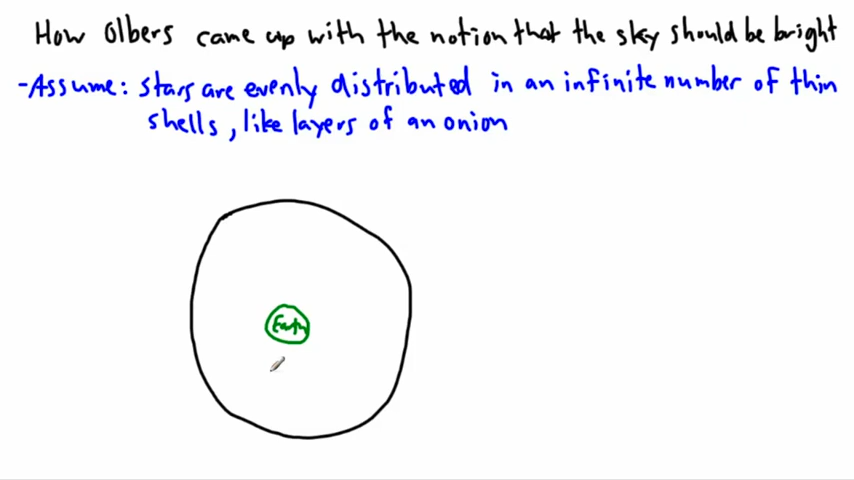 How Olbers came up with the notion that the sky should be bright
-Assume: stars are evenly distributed in an infinite number of thin
shells, like layers of an onion
Earth